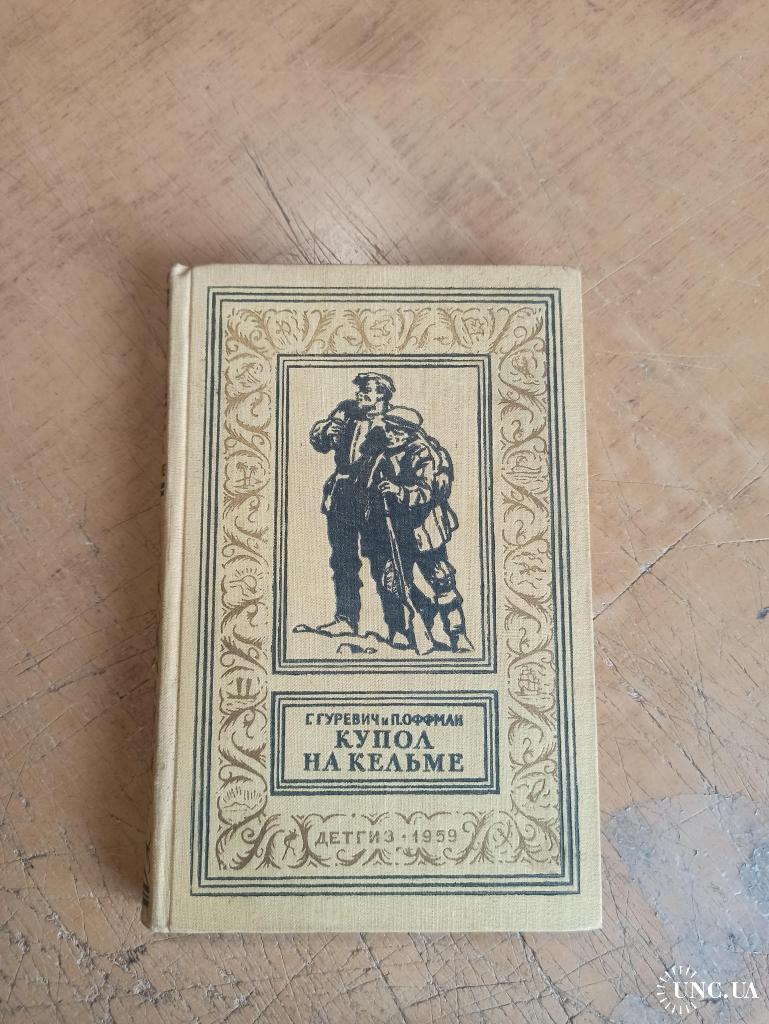 Г. ГУРЕВИЧ и П. ОФФМАН
КУПОЛ
НА КЕЛЬМЕ
ДЕТГИЗ · 1959
UNC.UA